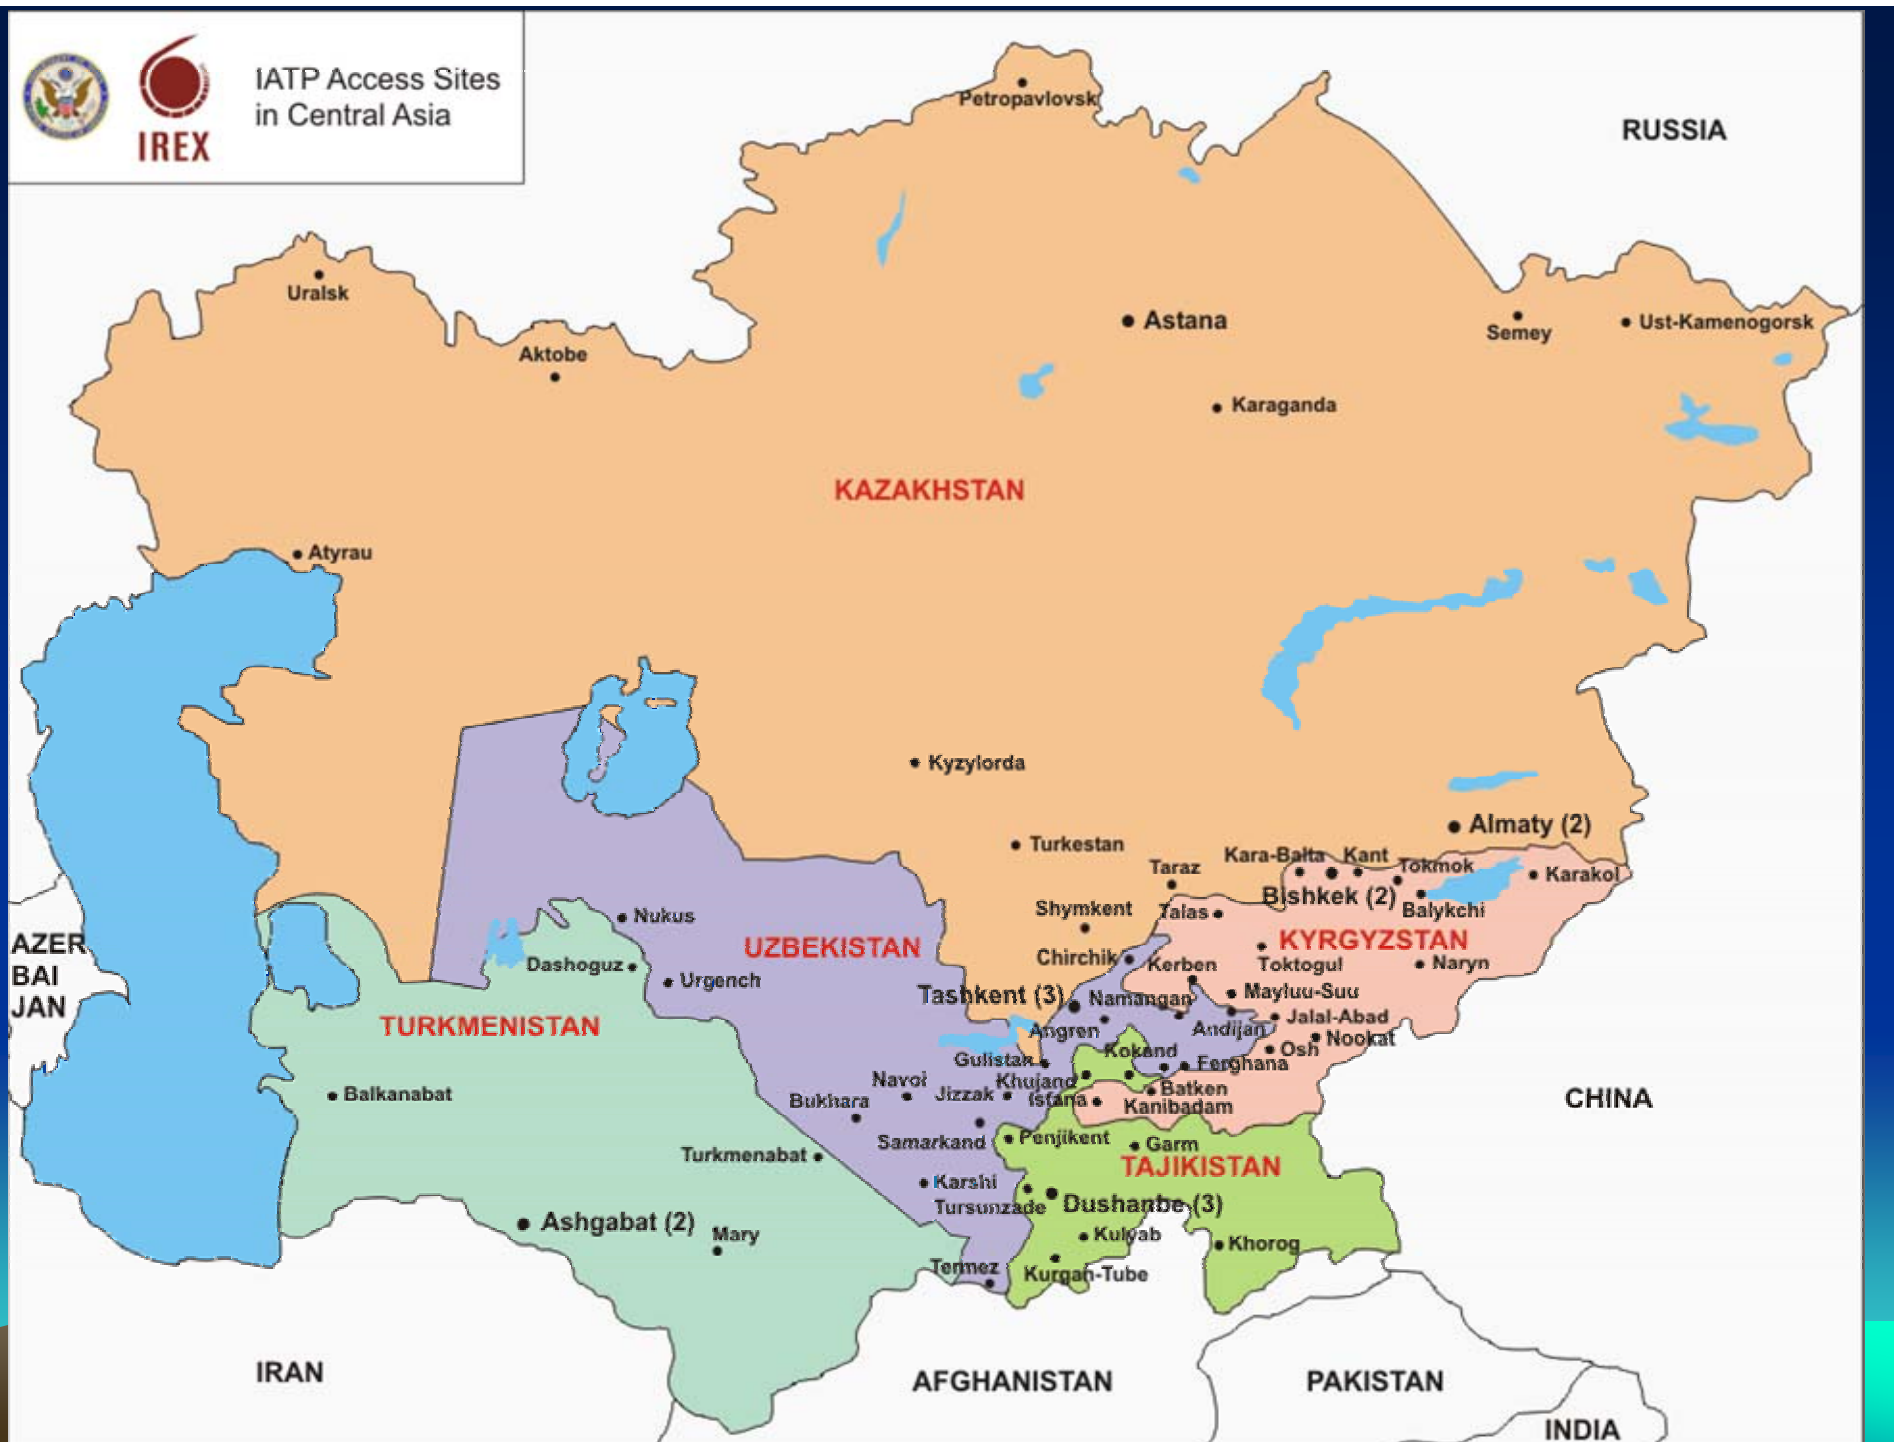 IATP Access Sites
in Central Asia
IREX
Petropavlovsk
RUSSIA
Uralsk
Astana
Semey
Ust-Kamenogorsk
Aktobe
Karaganda
KAZAKHSTAN
Atyrau
Kyzylorda
Almaty (2)
Turkestan
Taraz
Kara-Balta
Kant
Tokmok
Karakol
Bishkek (2)
Balykchi
Shymkent
Talas
Nukus
UZBEKISTAN
KYRGYZSTAN
AZER
BAI
JAN
Chirchik
Kerben
Toktogul
Naryn
Dashoguz
Urgench
Tashkent (3)
Namangan
Mayluu-Suu
TURKMENISTAN
Angren
Andijan
Jalal-Abad
Nookat
Gulistan
Kokand
Osh
Ferghana
Balkanabat
Navoi
Jizzak
Khujand
Istana
Batken
Kanibadam
CHINA
Bukhara
Samarkand
Penjikent
Garm
Turkmenabat
TAJIKISTAN
Karshi
Tursunzade
Dushanbe (3)
Ashgabat (2)
Mary
Kulyab
Khorog
Termez
Kurgan-Tube
IRAN
AFGHANISTAN
PAKISTAN
INDIA